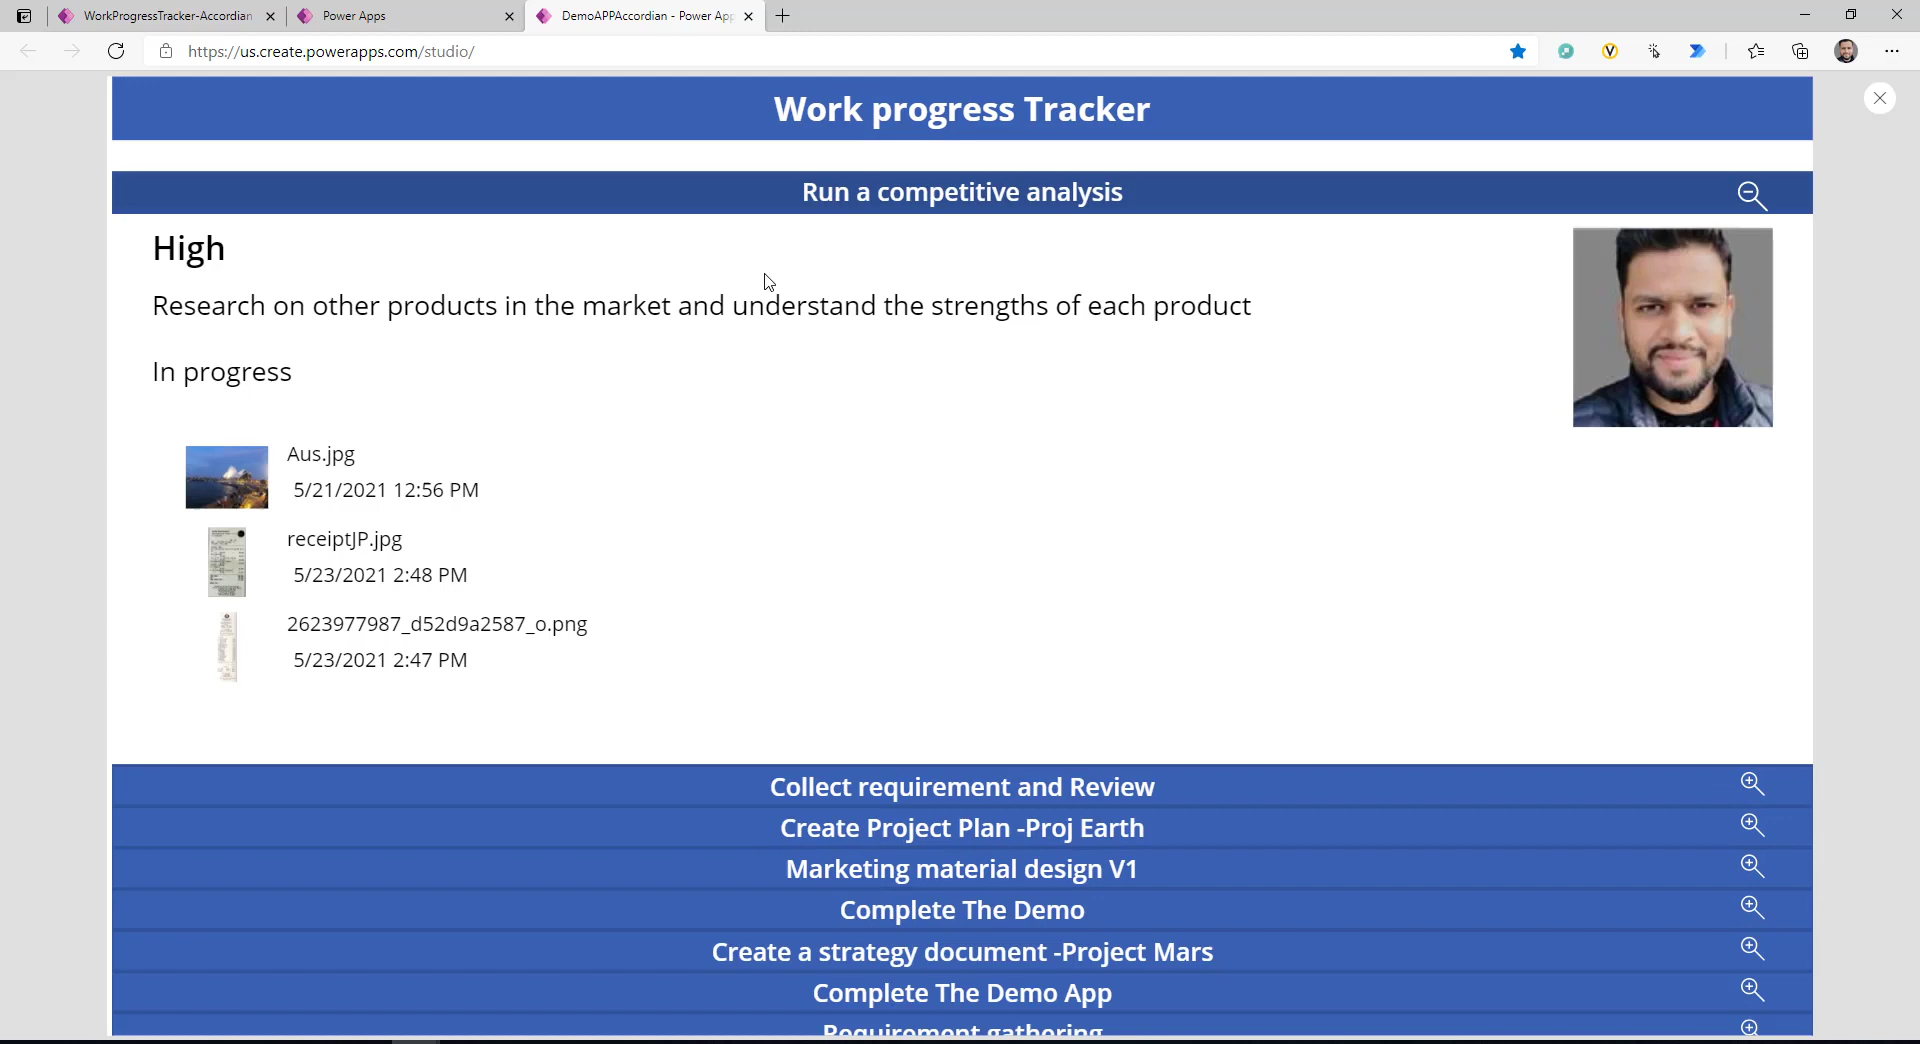 WorkProgressTracker-Accordian
Power Apps
DemoAPPAccordian - Power App
https://us.create.powerapps.com/studio/
Work progress Tracker
Run a competitive analysis
High
Research on other products in the market and understand the strengths of each product
In progress
Aus.jpg
5/21/2021 12:56 PM
receiptJP.jpg
5/23/2021 2:48 PM
2623977987_d52d9a2587_o.png
5/23/2021 2:47 PM
Collect requirement and Review
Create Project Plan -Proj Earth
Marketing material design V1
Complete The Demo
Create a strategy document -Project Mars
Complete The Demo App
Requirement gathering